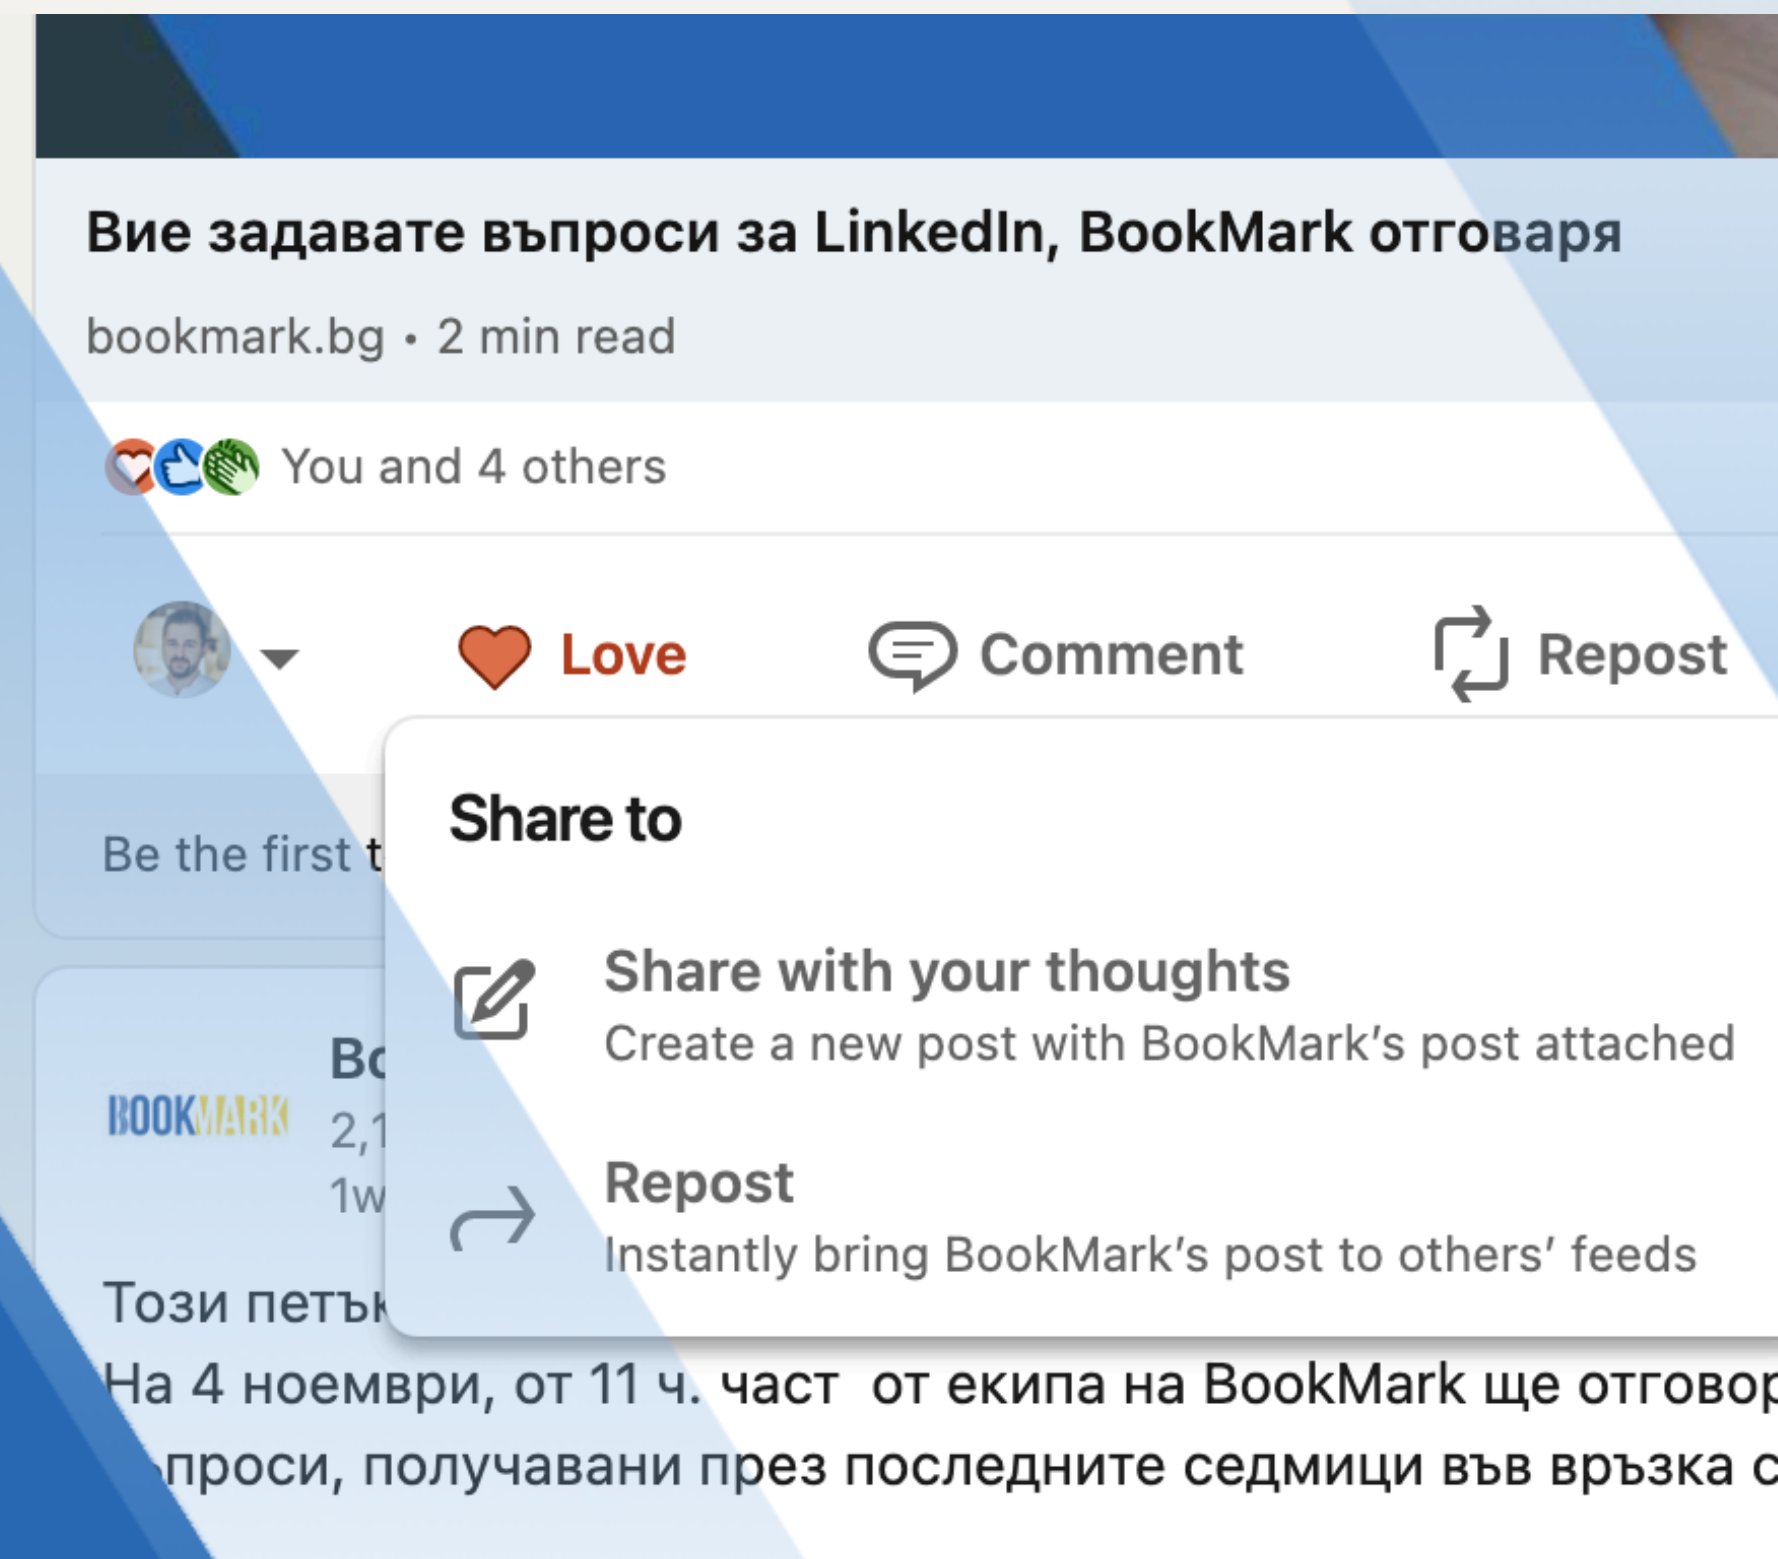 Вие задавате въпроси за LinkedIn, BookMark отговаря
bookmark.bg • 2 min read
You and 4 others
Love Comment Repost
Share to
Be the first
Share with your thoughts
Create a new post with BookMark’s post attached
BOOKMARK
Repost
Instantly bring BookMark’s post to others’ feeds
Този
На 4 ноември, от 11 ч. част от екипа на BookMark ще
получавани през последните седмици във връзка